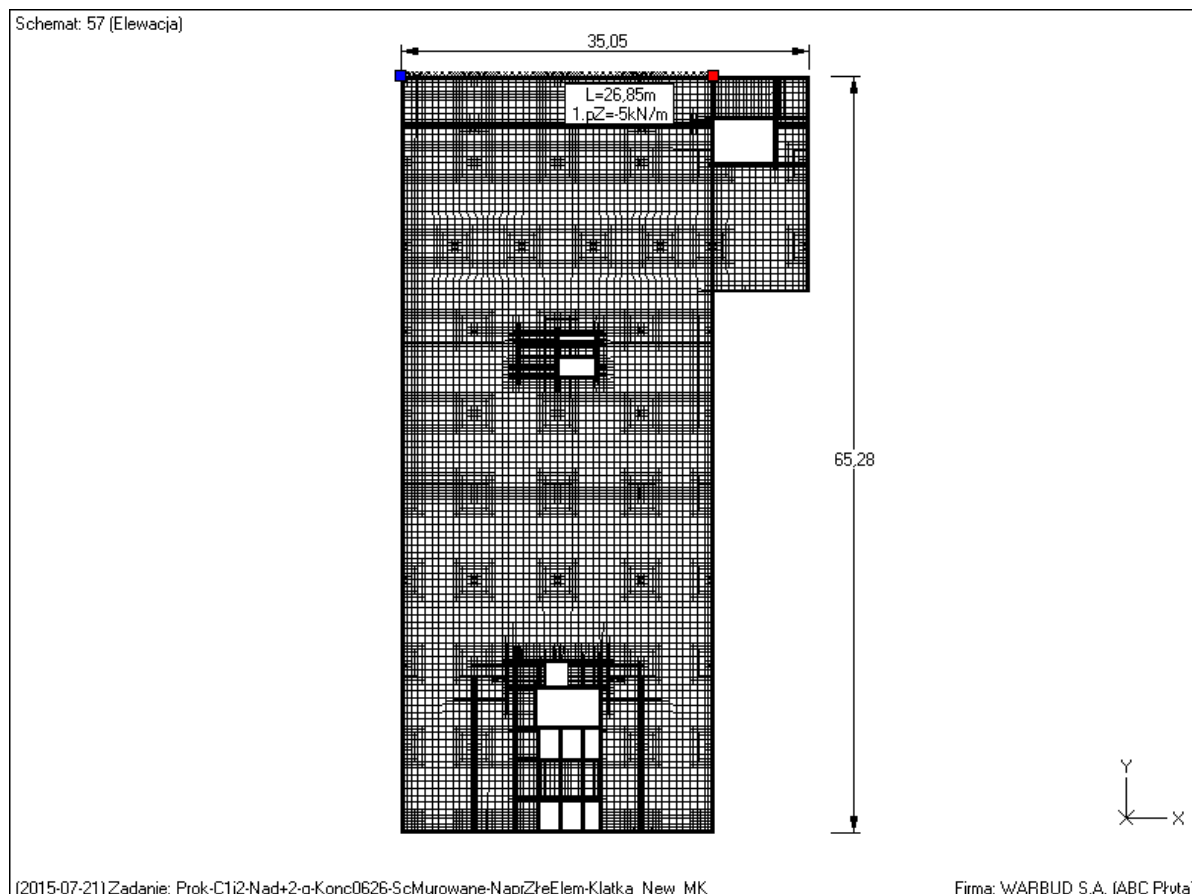 Schemat: 57 (Elewacja)
35,05
L=26,85m
1.pZ=-5kN/m
65,28
Y
X
(2015-07-21) Zadanie: Prok-C1i2-Nad+2-g-Konc0626-ScMurowane-NaprZłeElem-Klatka_New_MK
Firma: WARBUD S.A. (ABC Płyta)